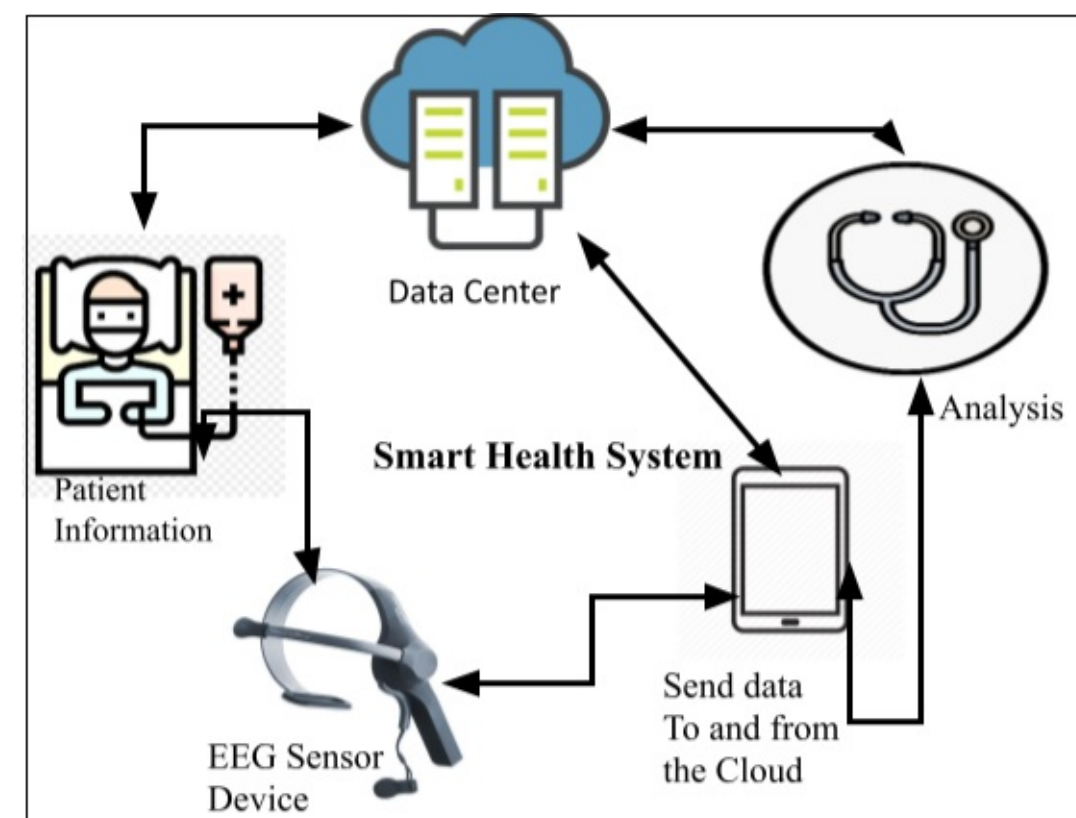 Data Center
Analysis
Smart Health System
Patient
Information
Send data
To and from
the Cloud
EEG Sensor
Device